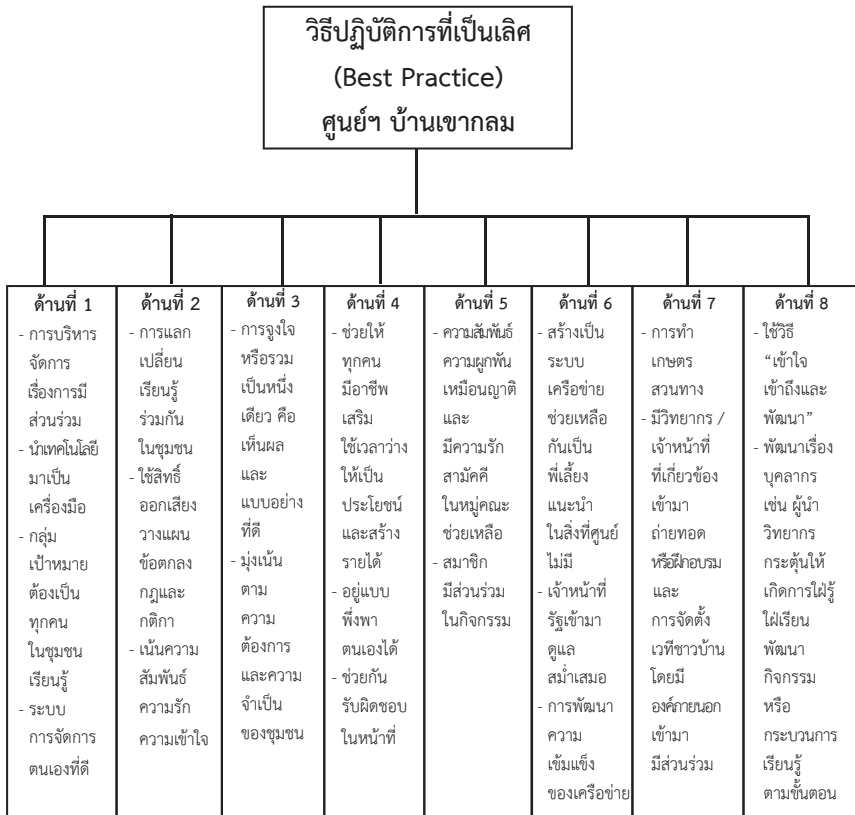 วิธีปฏิบัติการที่เป็นเลิศ
(Best Practice)
ศูนย์ฯ บ้านเขากลม
ด้านที่ 1
- การบริหาร
จัดการ
เรื่องการมี
ส่วนร่วม
- นำเทคโนโลยี
มาเป็น
เครื่องมือ
- กลุ่ม
เป้าหมาย
ต้องเป็น
ทุกคน
ในชุมชน
เรียนรู้
- ระบบ
การจัดการ
ตนเองที่ดี
ด้านที่ 2
- การแลก
เปลี่ยน
เรียนรู้
ร่วมกัน
ในชุมชน
- ใช้สิทธิ์
ออกเสียง
วางแผน
ข้อตกลง
กฎและ
กติกา
- เน้นความ
สัมพันธ์
ความรัก
ความเข้าใจ
ด้านที่ 3
- การจูงใจ
หรือรวม
เป็นหนึ่ง
เดียว คือ
เห็นผล
และ
แบบอย่าง
ที่ดี
- มุ่งเน้น
ตาม
ความ
ต้องการ
และความ
จำเป็น
ของชุมชน
ด้านที่ 4
- ช่วยให้
ทุกคน
มีอาชีพ
เสริม
ใช้เวลาว่าง
ให้เป็น
ประโยชน์
และสร้าง
รายได้
- อยู่แบบ
พึ่งพา
ตนเองได้
- ช่วยกัน
รับผิดชอบ
ในหน้าที่
ด้านที่ 5
- ความสัมพันธ์
ความผูกพัน
เหมือนญาติ
และ
มีความรัก
สามัคคี
ในหมู่คณะ
ช่วยเหลือ
- สมาชิก
มีส่วนร่วม
ในกิจกรรม
ด้านที่ 6
- สร้างเป็น
ระบบ
เครือข่าย
ช่วยเหลือ
กันเป็น
พี่เลี้ยง
แนะนำ
ในสิ่งที่ศูนย์
ไม่มี
- เจ้าหน้าที่
รัฐเข้ามา
ดูแล
สม่ำเสมอ
- การพัฒนา
ความ
เข้มแข็ง
ของเครือข่าย
ด้านที่ 7
- การทำ
เกษตร
สวนทาง
- มีวิทยากร /
เจ้าหน้าที่
ที่เกี่ยวข้อง
เข้ามา
ถ่ายทอด
หรือฝึกอบรม
และ
การจัดตั้ง
เวทีชาวบ้าน
โดยมี
องค์ภายนอก
เข้ามา
มีส่วนร่วม
ด้านที่ 8
- ใช้วิธี
“เข้าใจ
เข้าถึงและ
พัฒนา”
- พัฒนาเรื่อง
บุคลากร
เช่น ผู้นำ
วิทยากร
กระตุ้นให้
เกิดการใฝ่รู้
ใฝ่เรียน
พัฒนา
กิจกรรม
หรือ
กระบวนการ
เรียนรู้
ตามขั้นตอน